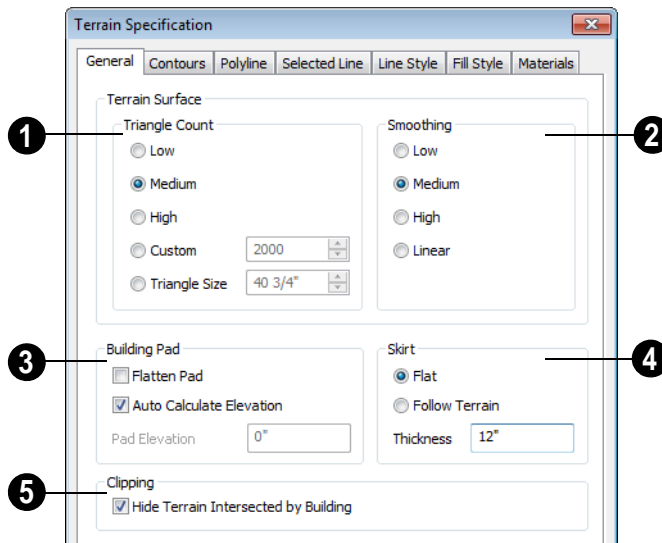 Terrain Specification
General Contours Polyline Selected Line Line Style Fill Style Materials
Terrain Surface
1 Triangle Count
Low
Medium
High
Custom 2000
Triangle Size 40 3/4"
Smoothing 2
Low
Medium
High
Linear
3 Building Pad
Flatten Pad
Auto Calculate Elevation
Pad Elevation 0"
Skirt 4
Flat
Follow Terrain
Thickness 12"
5 Clipping
Hide Terrain Intersected by Building